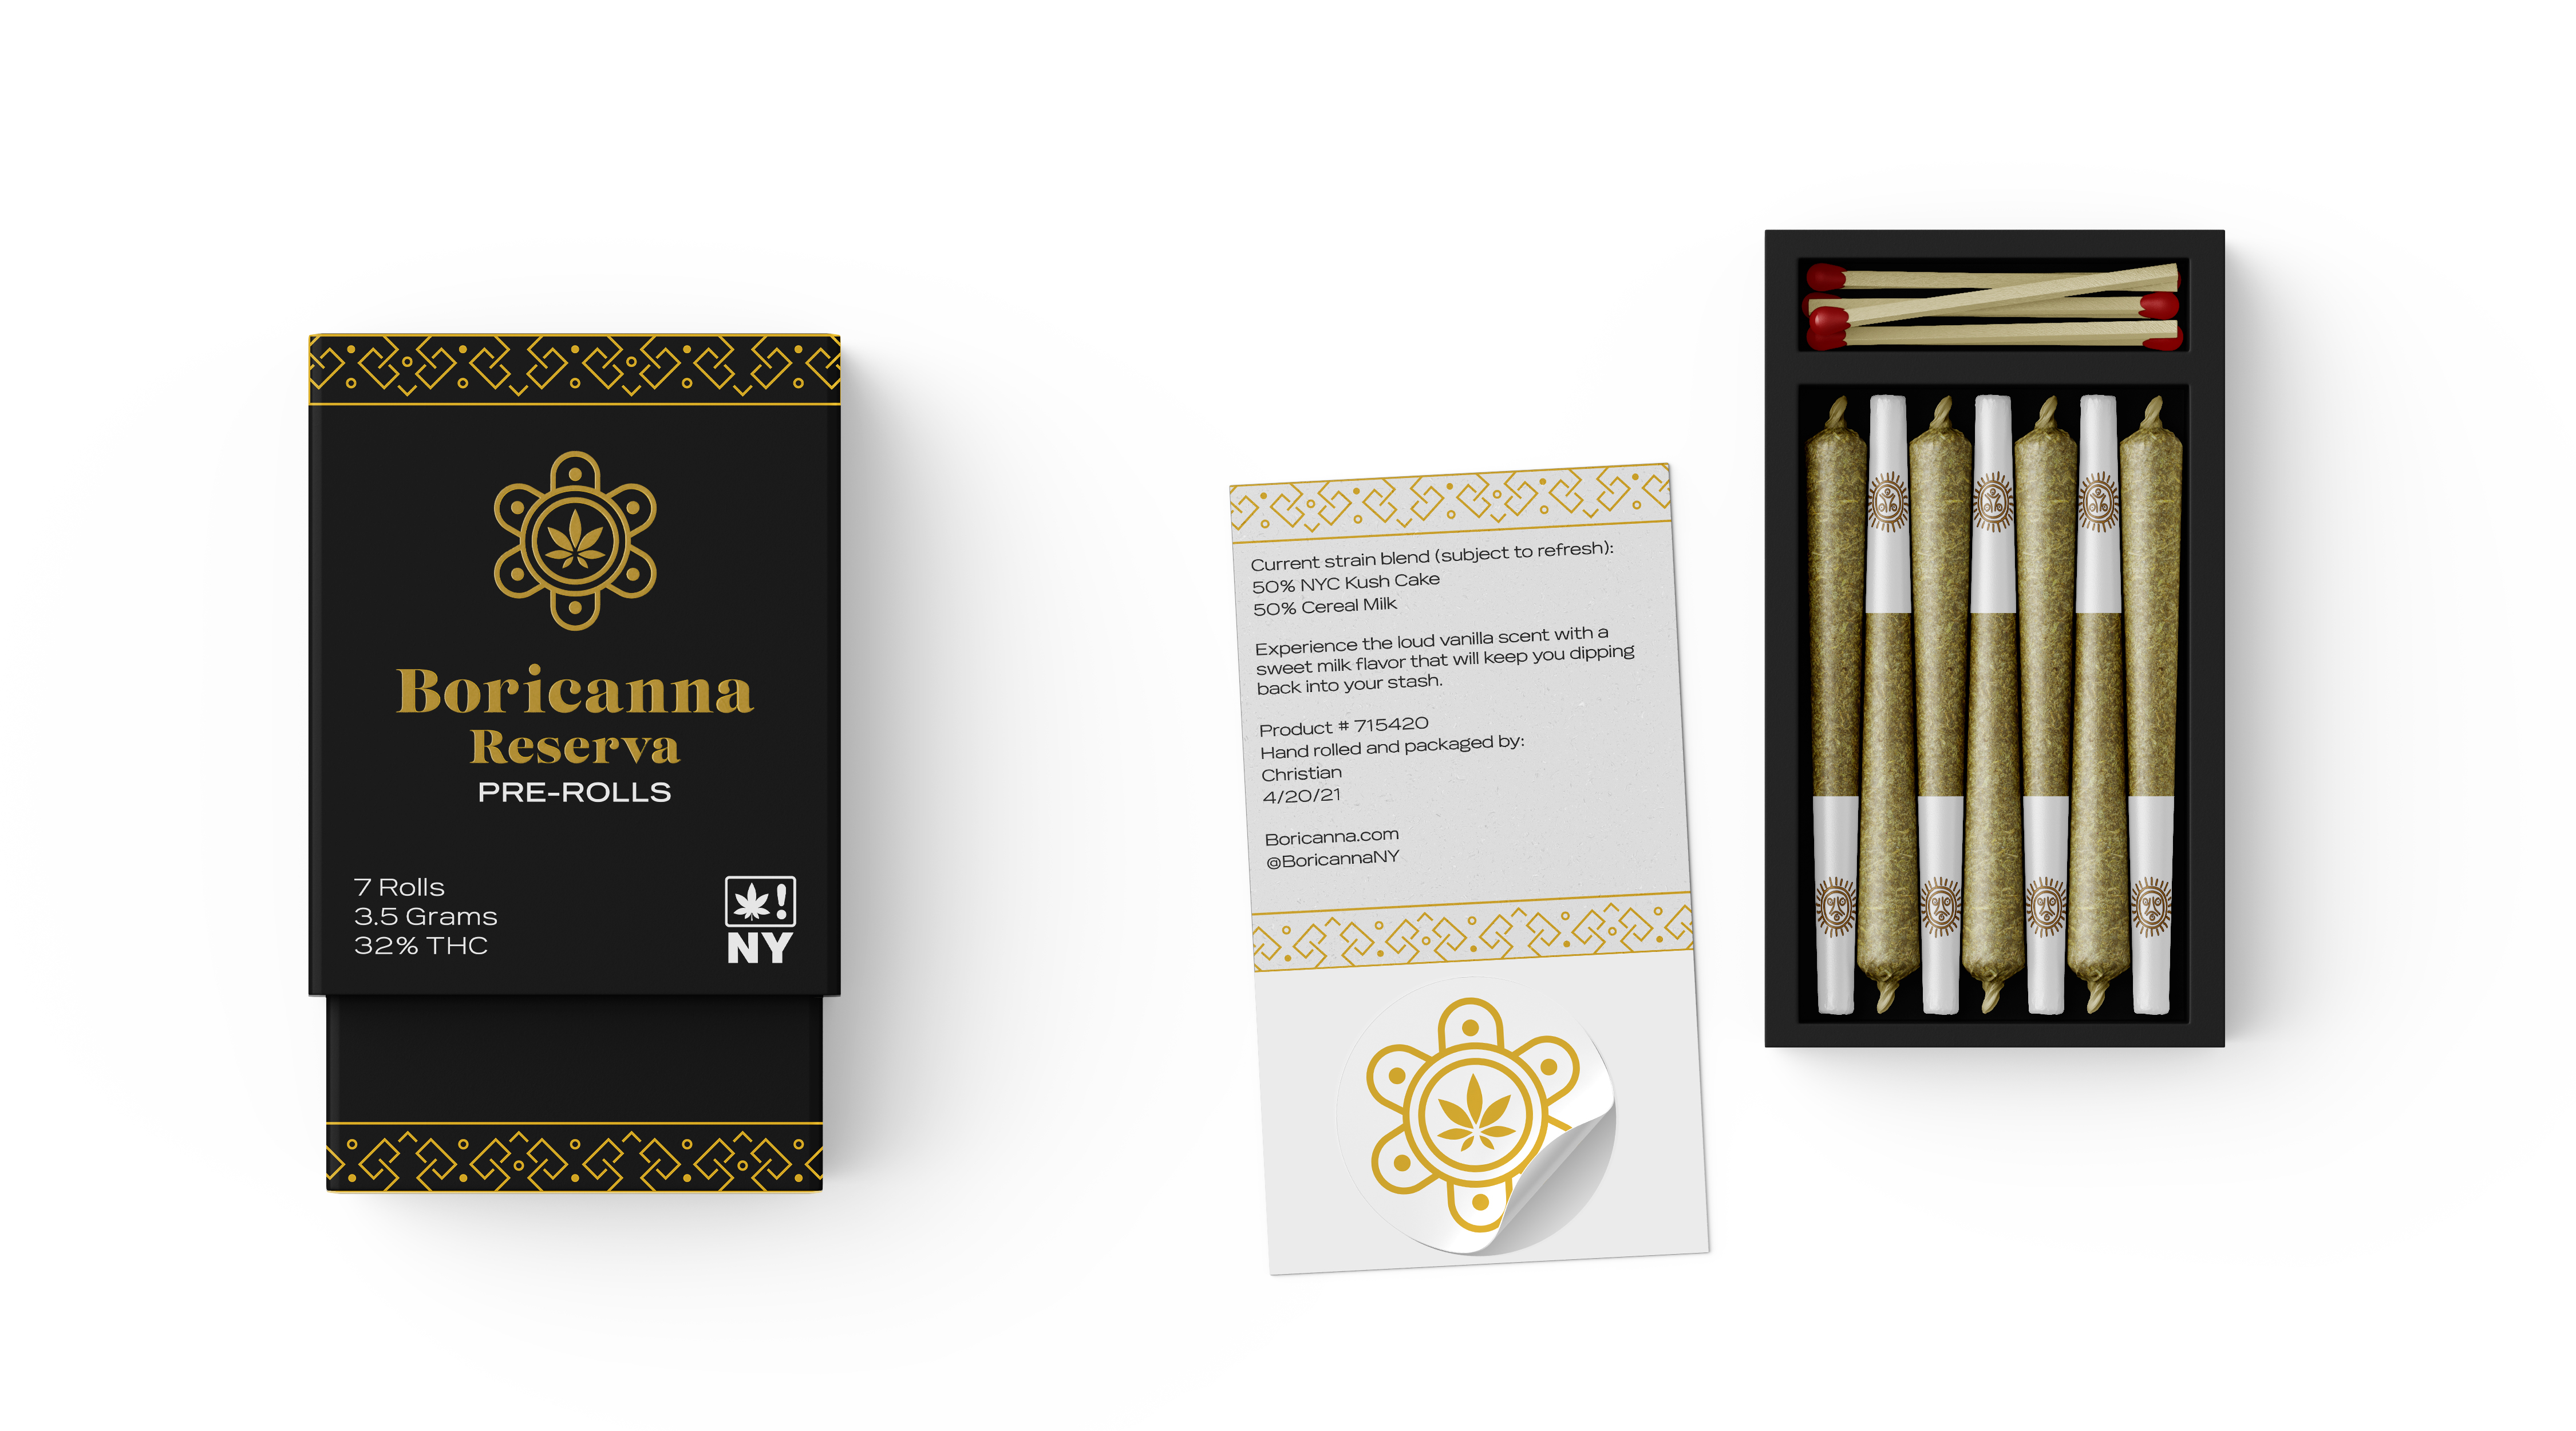 Boricanna
Reserva
PRE-ROLLS
7 Rolls
3.5 Grams
32% THC
!
NY
Current strain blend (subject to refresh):
50% NYC Kush Cake
50% Cereal Milk
Experience the loud vanilla scent with a
sweet milk flavor that will keep you dipping
back into your stash.
Product # 715420
Hand rolled and packaged by:
Christian
4/20/21
Boricanna.com
@BoricannaNY